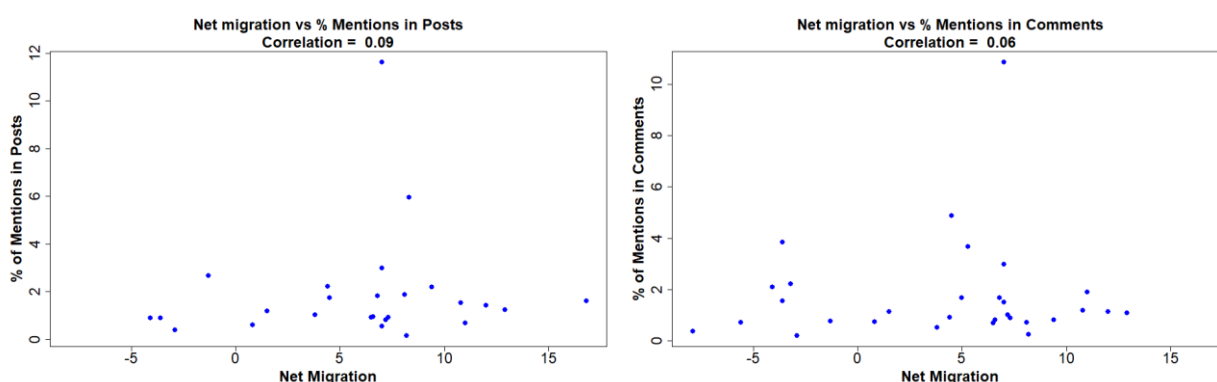 Net migration vs % Mentions in Posts
Correlation = 0.09
% of Mentions in Posts
12
10
8
6
4
2
0
-5
0
5
10
15
Net Migration
Net migration vs % Mentions in Comments
Correlation = 0.06
% of Mentions in Comments
10
8
6
4
2
0
-5
0
5
10
15
Net Migration